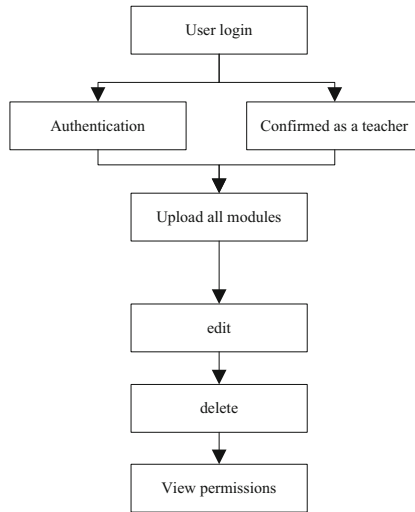 User login
Authentication
Confirmed as a teacher
Upload all modules
edit
delete
View permissions